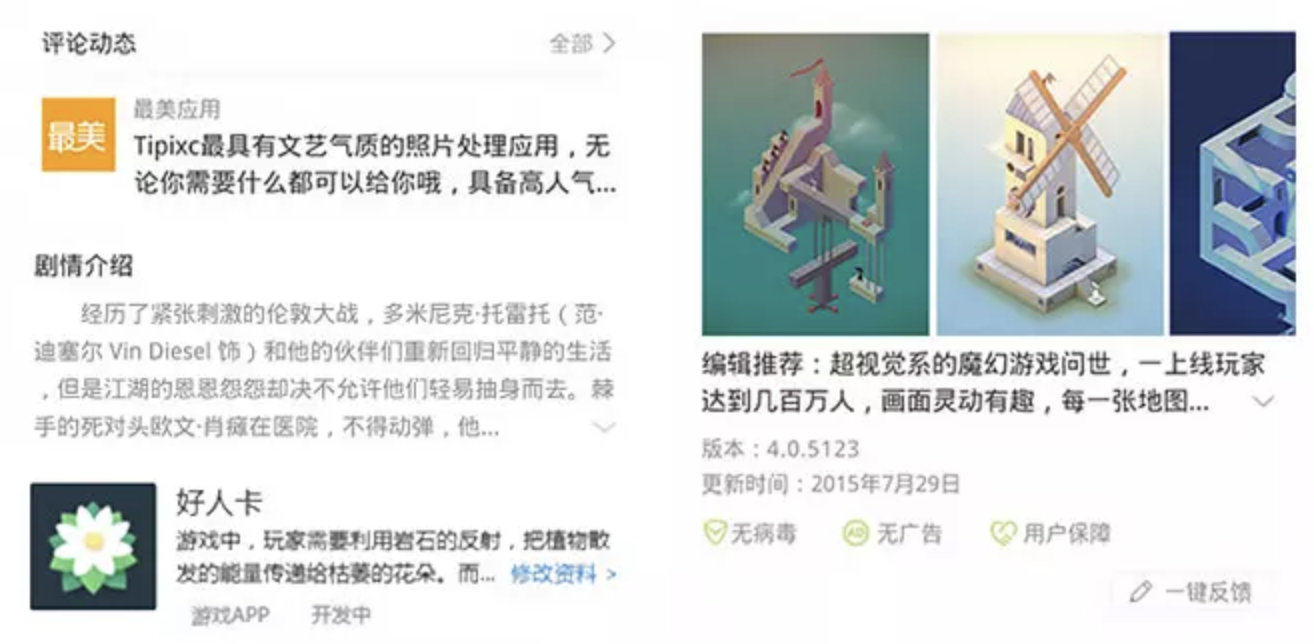 评论动态
全部
最美
最美应用
Tipixc最具有文艺气质的照片处理应用，无
论你需要什么都可以给你哦，具备高人气...
剧情介绍
经历了紧张刺激的伦敦大战，多米尼克·托雷托（范·
迪塞尔 Vin Diesel 饰）和他的伙伴们重新回归平静的生活
，但是江湖的恩恩怨怨却决不允许他们轻易抽身而去。棘
手的死对头欧文·肖瘫在医院，不得动弹，他...
好人卡
游戏中，玩家需要利用岩石的反射，把植物散
发的能量传递给枯萎的花朵。而...
修改资料 >
游戏APP
开发中
编辑推荐：超视觉系的魔幻游戏问世，一上线玩家
达到几百万人，画面灵动有趣，每一张地图...
版本：4.0.5123
更新时间：2015年7月29日
无病毒
AD
无广告
用户保障
一键反馈